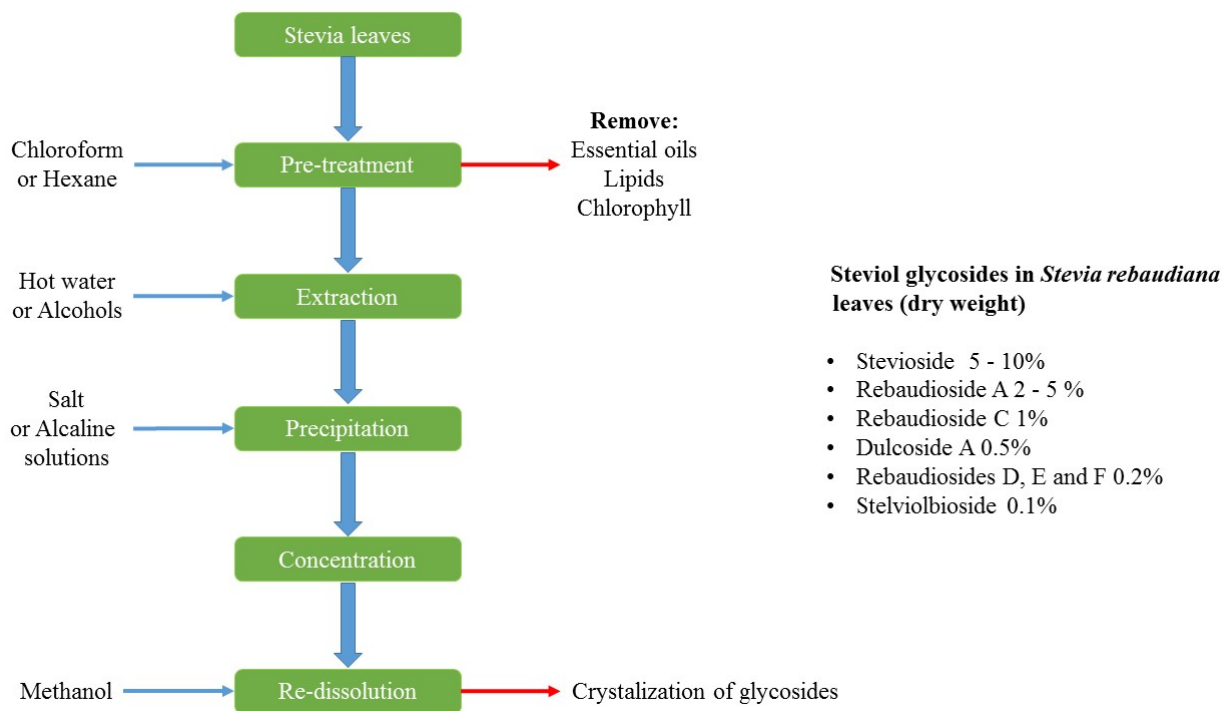 Stevia leaves
Chloroform
or Hexane
Pre-treatment
Remove:
Essential oils
Lipids
Chlorophyll
Hot water
or Alcohols
Extraction
Salt
or Alcaline
solutions
Precipitation
Concentration
Methanol
Re-dissolution
Crystalization of glycosides
Steviol glycosides in Stevia rebaudiana
leaves (dry weight)
• Stevioside 5 - 10%
• Rebaudioside A 2 - 5 %
• Rebaudioside C 1%
• Dulcoside A 0.5%
• Rebaudiosides D, E and F 0.2%
• Stelviolbioside 0.1%